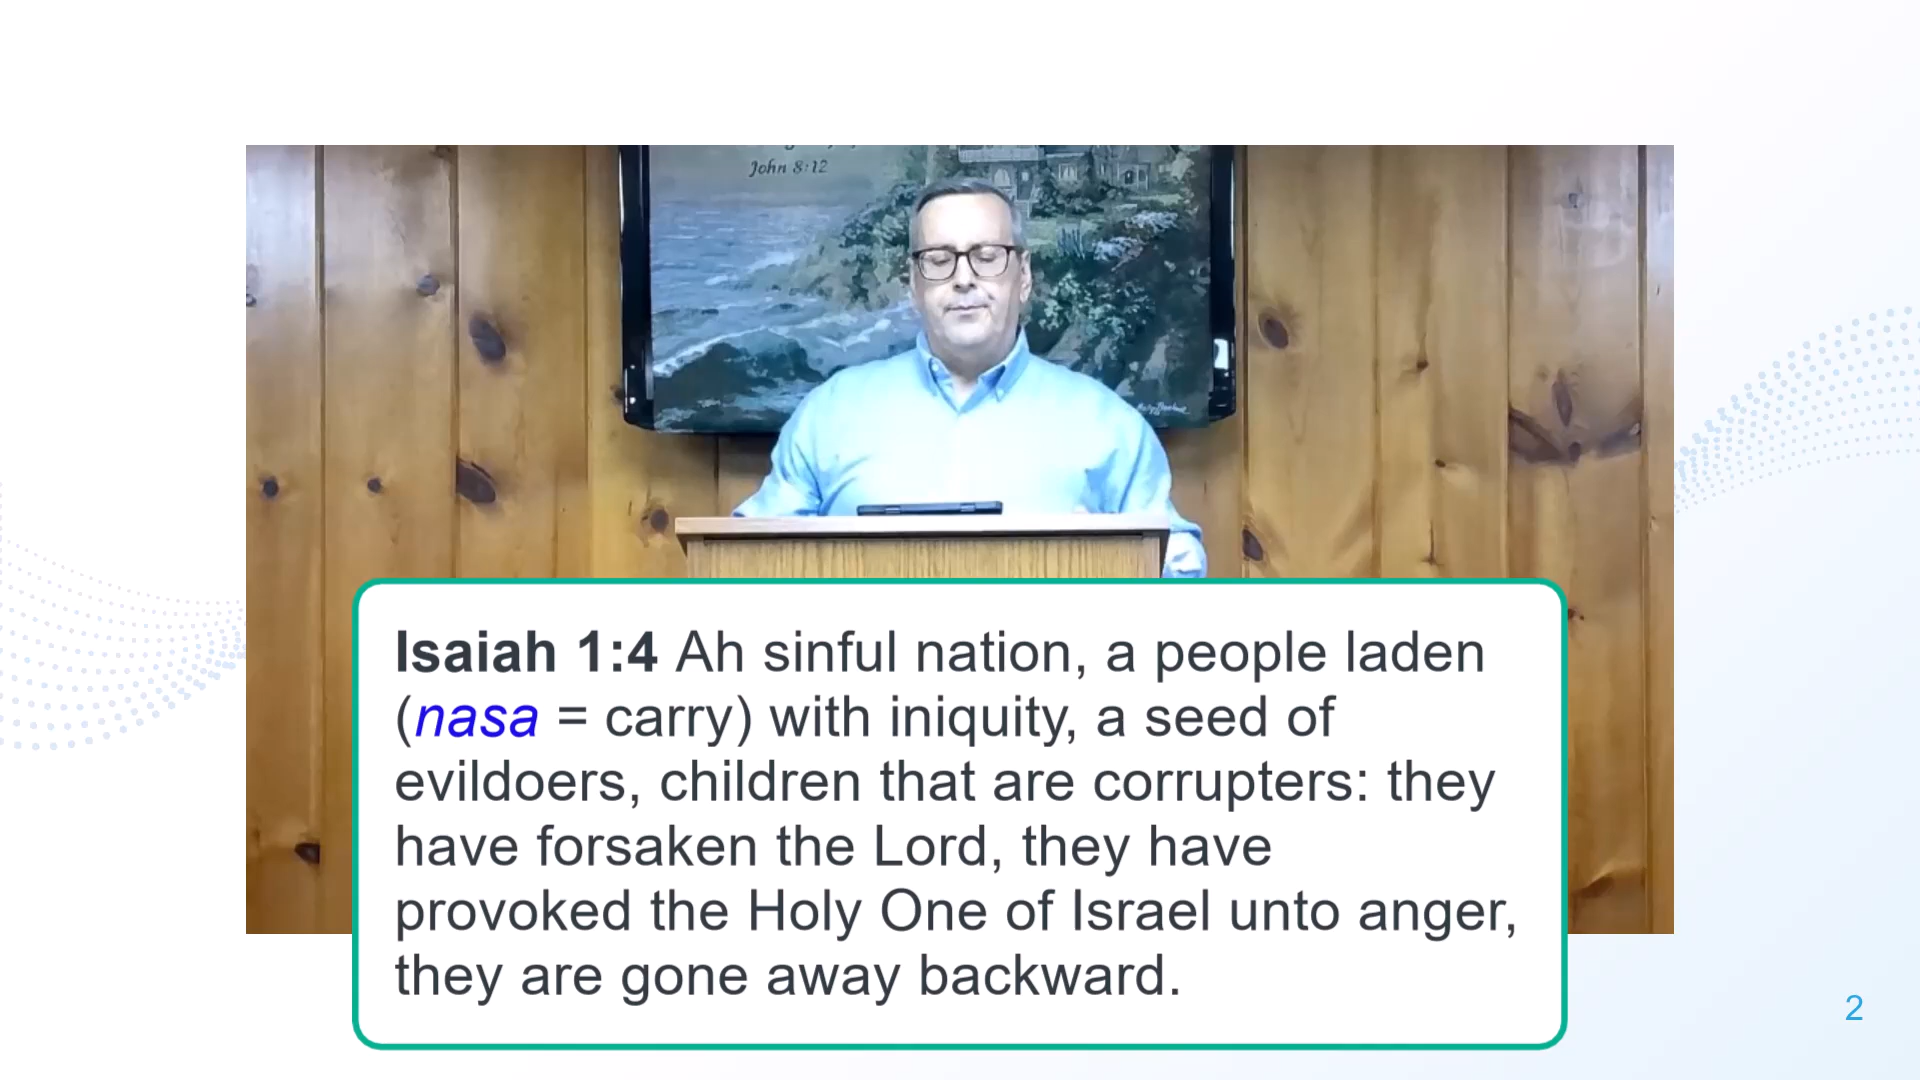 John 8:12
Isaiah 1:4 Ah sinful nation, a people laden
(nasa = carry) with iniquity, a seed of
evildoers, children that are corrupters: they
have forsaken the Lord, they have
provoked the Holy One of Israel unto anger,
they are gone away backward.
2